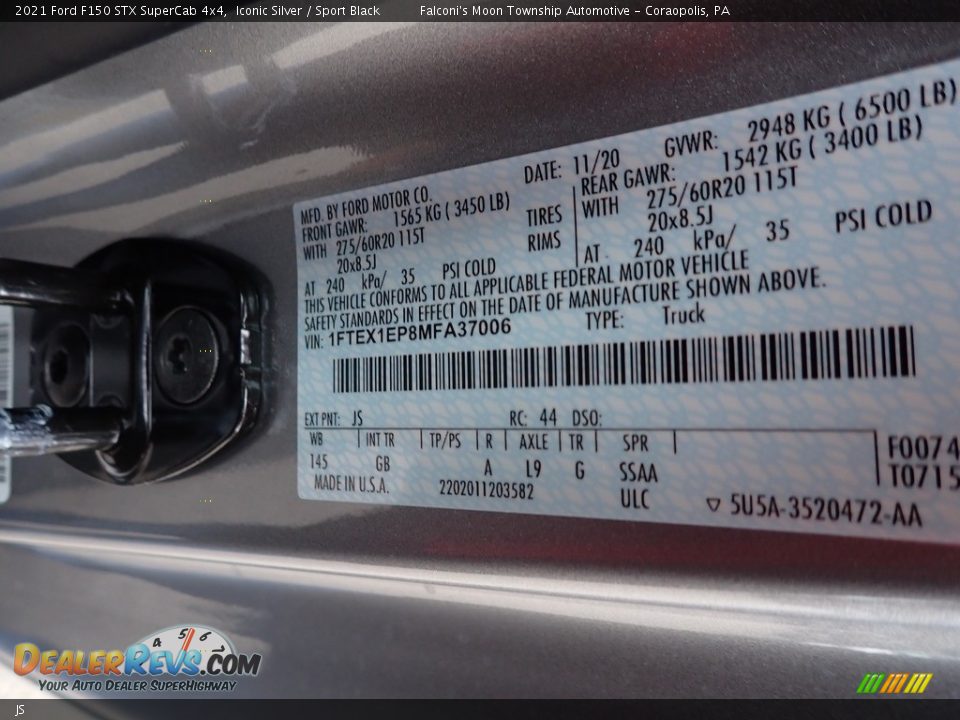 2021 Ford F150 STX SuperCab 4x4, Iconic Silver / Sport Black Falconi's Moon Township Automotive - Coraopolis, PA
MFD. BY FORD MOTOR CO. DATE: 11/20 GVWR: 2948 KG ( 6500 LB)
FRONT GAWR: 1565 KG ( 3450 LB) REAR GAWR: 1542 KG ( 3400 LB)
WITH 275/60R20 115T TIRES WITH 275/60R20 115T
20x8.5J RIMS 20x8.5J
AT 240 kPa/ 35 PSI COLD AT 240 kPa/ 35 PSI COLD
THIS VEHICLE CONFORMS TO ALL APPLICABLE FEDERAL MOTOR VEHICLE
SAFETY STANDARDS IN EFFECT ON THE DATE OF MANUFACTURE SHOWN ABOVE.
VIN: 1FTEX1EP8MFA37006 TYPE: Truck
EXT PNT: JS RC: 44 DSO:
WB INT TR TP/PS R AXLE TR SPR F0074
145 GB A L9 G SSAA T0715
MADE IN U.S.A. 2202011203582 ULC 5U5A-3520472-AA
4 5 6
DEALERREVS.COM
YOUR AUTO DEALER SUPERHIGHWAY
JS